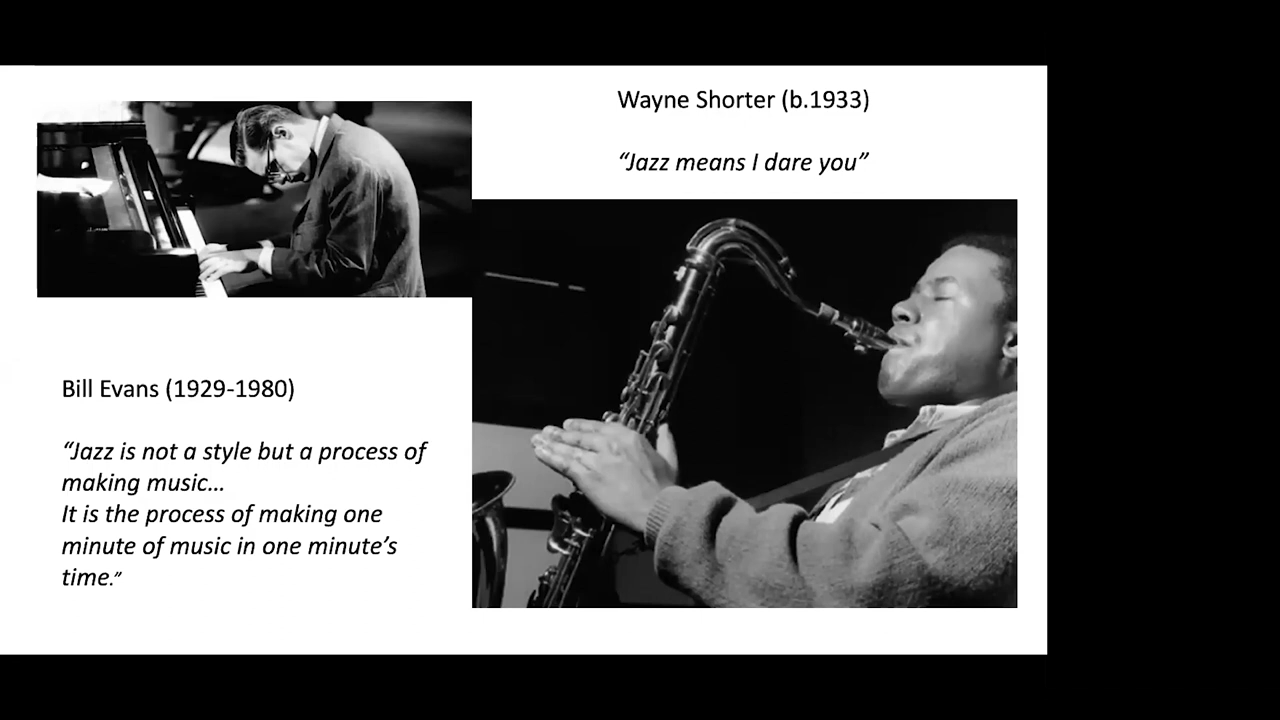 Wayne Shorter (b.1933)
“Jazz means I dare you”
Bill Evans (1929-1980)
“Jazz is not a style but a process of
making music...
It is the process of making one
minute of music in one minute’s
time.”